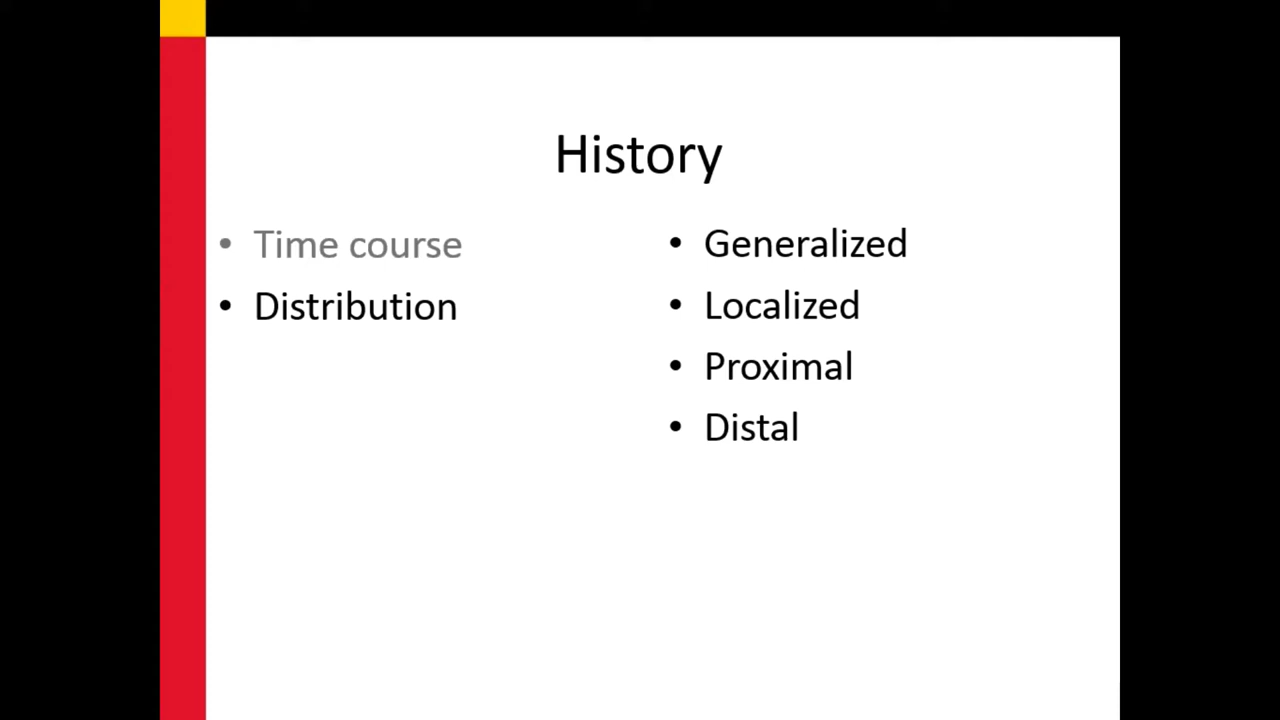 History
• Time course
• Distribution
• Generalized
• Localized
• Proximal
• Distal